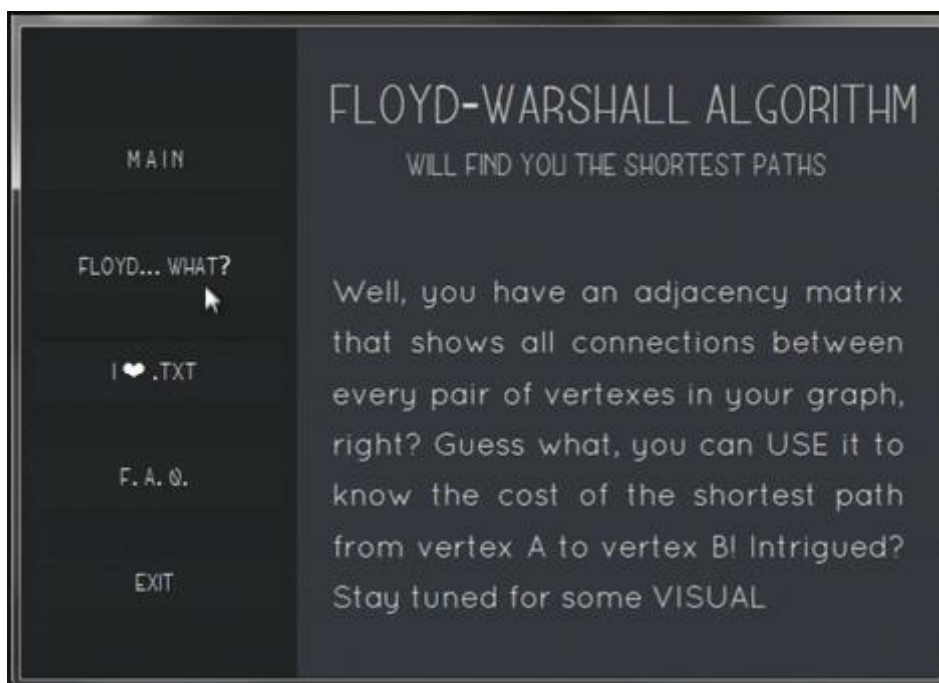 MAIN
FLOYD... WHAT?
I ❤ .TXT
F. A. Q.
EXIT
FLOYD-WARSHALL ALGORITHM
WILL FIND YOU THE SHORTEST PATHS
Well, you have an adjacency matrix
that shows all connections between
every pair of vertexes in your graph,
right? Guess what, you can USE it to
know the cost of the shortest path
from vertex A to vertex B! Intrigued?
Stay tuned for some VISUAL